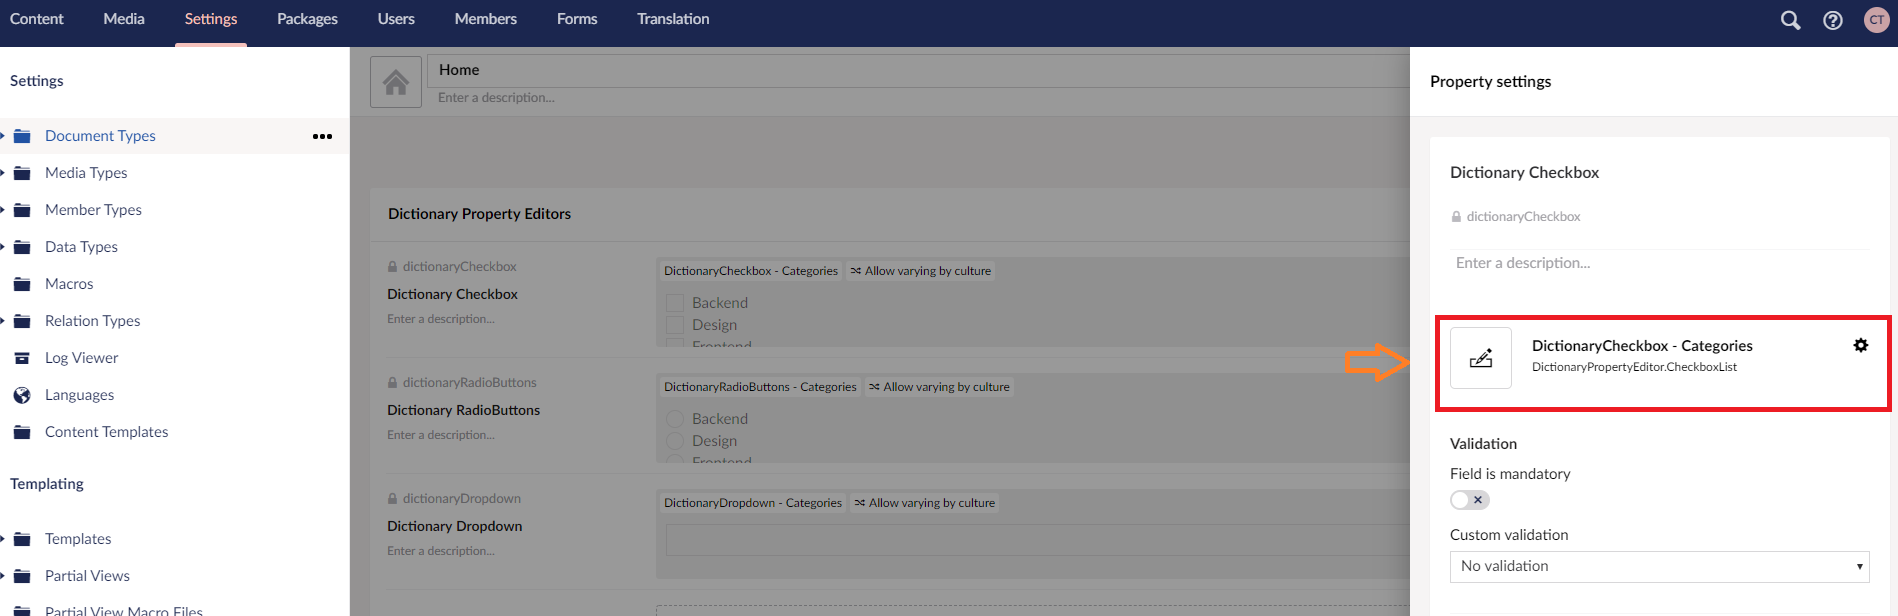 Content Media Settings Packages Users Members Forms Translation CT
Settings
Document Types
Media Types
Member Types
Data Types
Macros
Relation Types
Log Viewer
Languages
Content Templates
Templating
Templates
Partial Views
Partial View Macro Files
Home
Enter a description...
Dictionary Property Editors
dictionaryCheckbox
Dictionary Checkbox
Enter a description...
DictionaryCheckbox - Categories Allow varying by culture
Backend
Design
Frontend
dictionaryRadioButtons
Dictionary RadioButtons
Enter a description...
DictionaryRadioButtons - Categories Allow varying by culture
Backend
Design
Frontend
dictionaryDropdown
Dictionary Dropdown
Enter a description...
DictionaryDropdown - Categories Allow varying by culture
Property settings
Dictionary Checkbox
dictionaryCheckbox
Enter a description...
DictionaryCheckbox - Categories
DictionaryPropertyEditor.CheckboxList
Validation
Field is mandatory
Custom validation
No validation